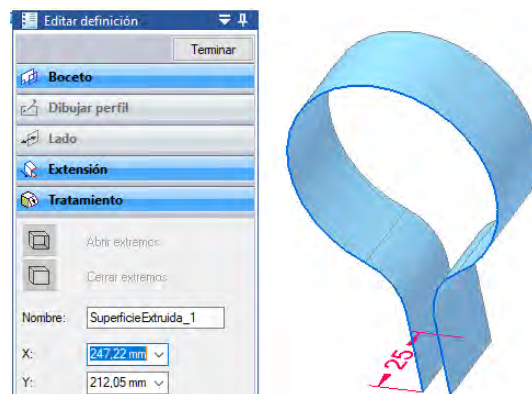 Editar definición
Terminar
Boceto
Dibujar perfil
Lado
Extensión
Tratamiento
Abrir extremos
Cerrar extremos
Nombre: SuperficieExtruida_1
X: 247,22 mm
Y: 212,05 mm
25